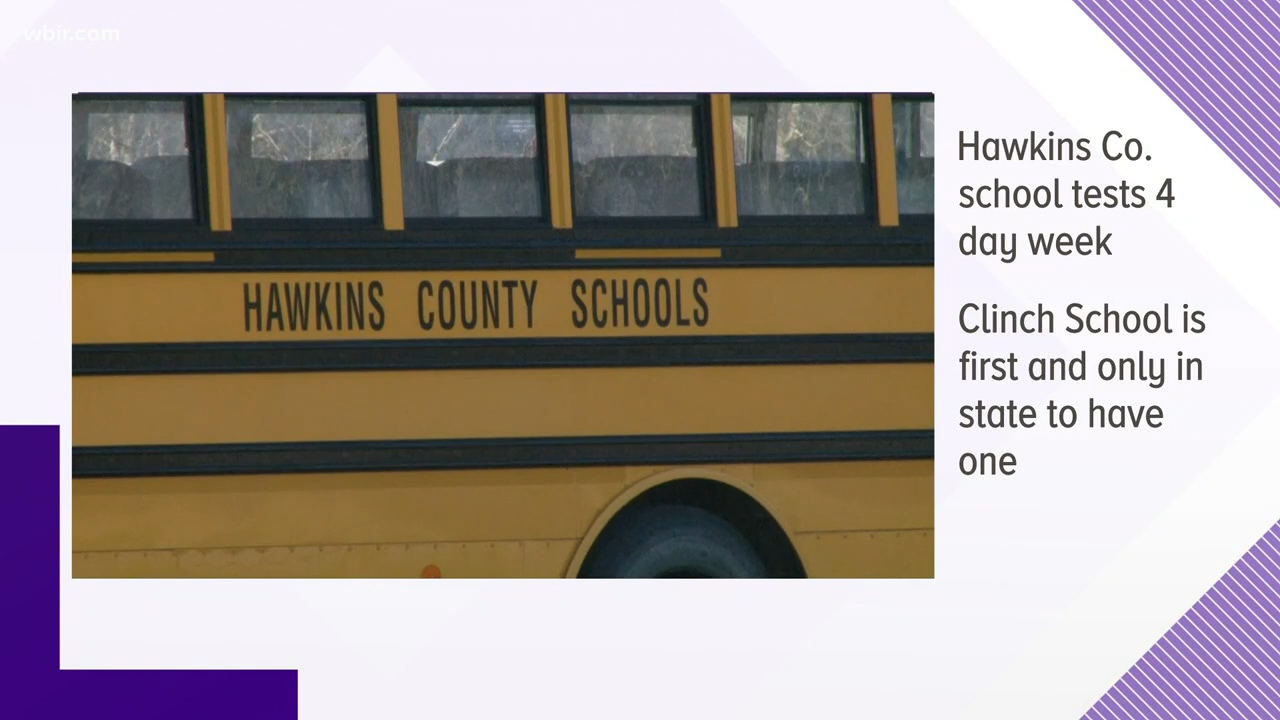 wbir.com
HAWKINS COUNTY SCHOOLS
Hawkins Co.
school tests 4
day week
Clinch School is
first and only in
state to have
one